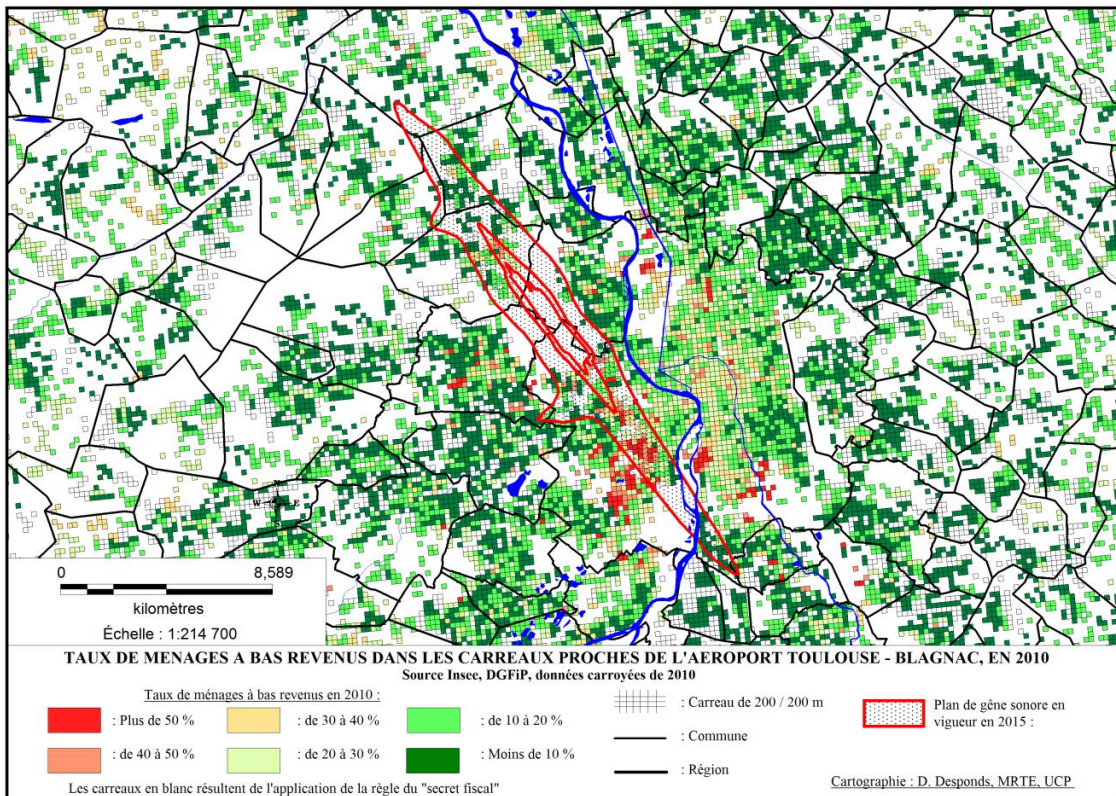 N
W E
S
0 8,589
kilomètres
Échelle : 1:214 700
TAUX DE MENAGES A BAS REVENUS DANS LES CARREAUX PROCHES DE L'AEROPORT TOULOUSE - BLAGNAC, EN 2010
Source Insee, DGFiP, données carroyées de 2010
Taux de ménages à bas revenus en 2010 :
: Plus de 50 % : de 30 à 40 % : de 10 à 20 %
: de 40 à 50 % : de 20 à 30 % : Moins de 10 %
Les carreaux en blanc résultent de l'application de la règle du "secret fiscal"
: Carreau de 200 / 200 m
: Commune
: Région
Plan de gêne sonore en
vigueur en 2015 :
Cartographie : D. Desponds, MRTE, UCP